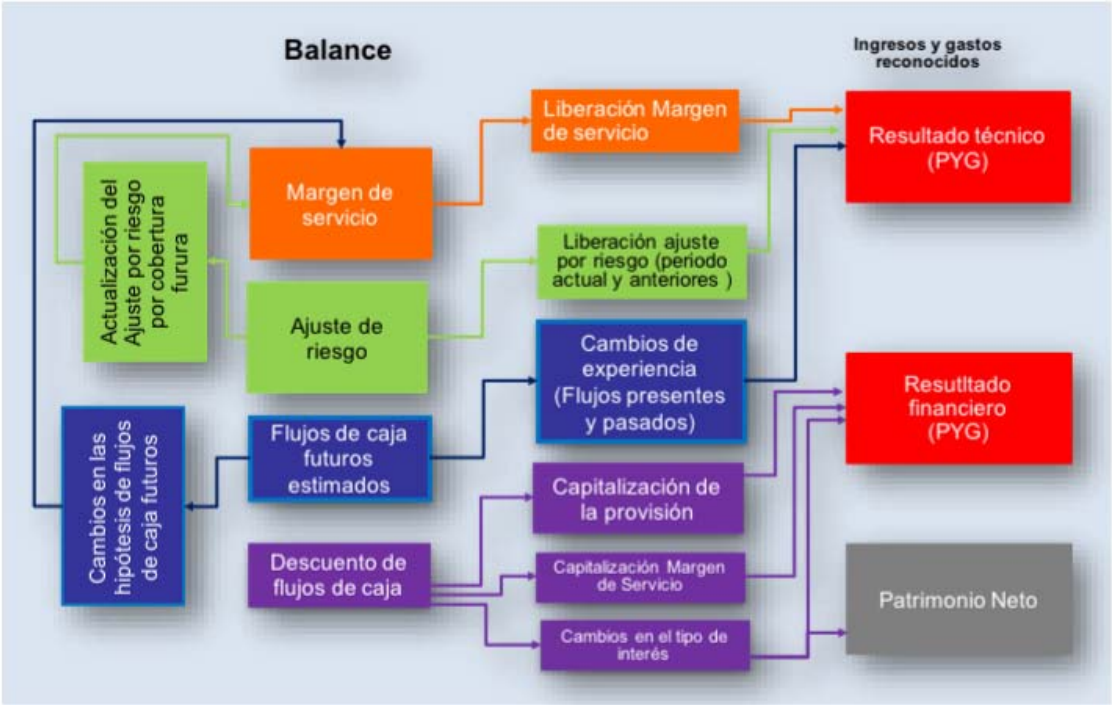 Balance
Ingresos y gastos
reconocidos
Actualización del
Ajuste por riesgo
por cobertura
furura
Cambios en las
hipótesis de flujos
de caja futuros
Margen de
servicio
Ajuste de
riesgo
Flujos de caja
futuros
estimados
Descuento de
flujos de caja
Liberación Margen
de servicio
Liberación ajuste
por riesgo (periodo
actual y anteriores )
Cambios de
experiencia
(Flujos presentes
y pasados)
Capitalización de
la provisión
Capitalización Margen
de Servicio
Cambios en el tipo de
interés
Resultado técnico
(PYG)
Resutltado
financiero
(PYG)
Patrimonio Neto